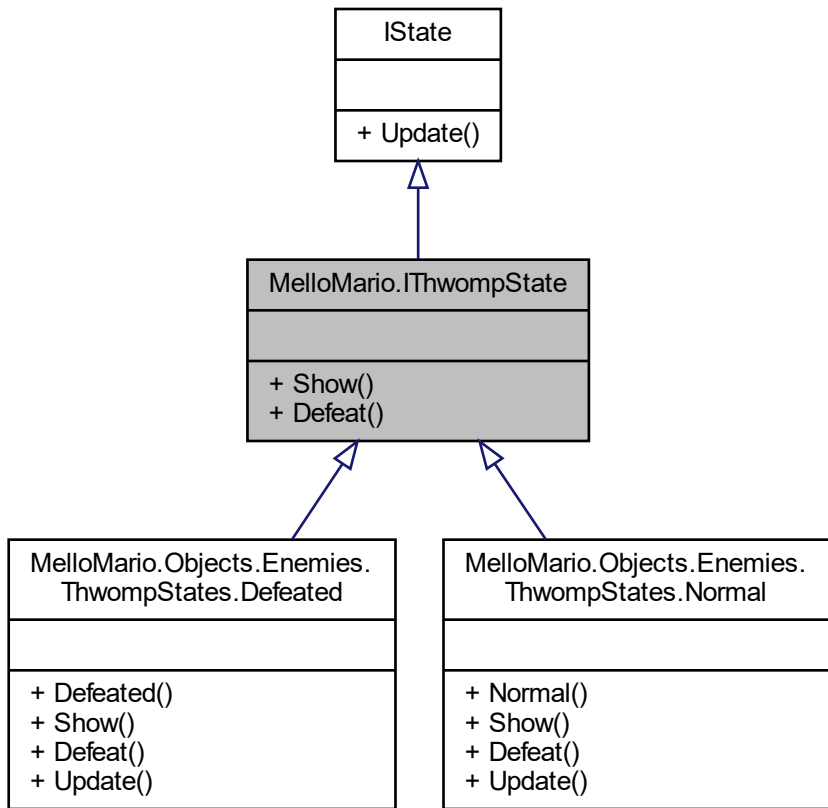 IState
+ Update()
MelloMario.IThwompState
+ Show()
+ Defeat()
MelloMario.Objects.Enemies.
ThwompStates.Defeated
+ Defeated()
+ Show()
+ Defeat()
+ Update()
MelloMario.Objects.Enemies.
ThwompStates.Normal
+ Normal()
+ Show()
+ Defeat()
+ Update()